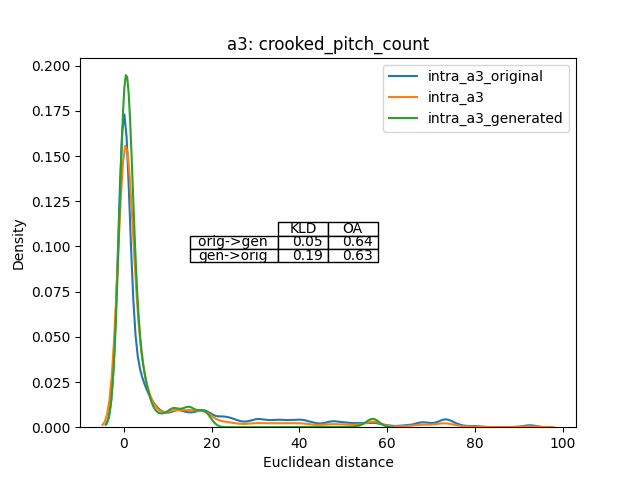 a3: crooked_pitch_count
0.200
0.175
0.150
0.125
0.100
0.075
0.050
0.025
0.000
Density
intra_a3_original
intra_a3
intra_a3_generated
KLD OA
orig->gen 0.05 0.64
gen->orig 0.19 0.63
0 20 40 60 80 100
Euclidean distance